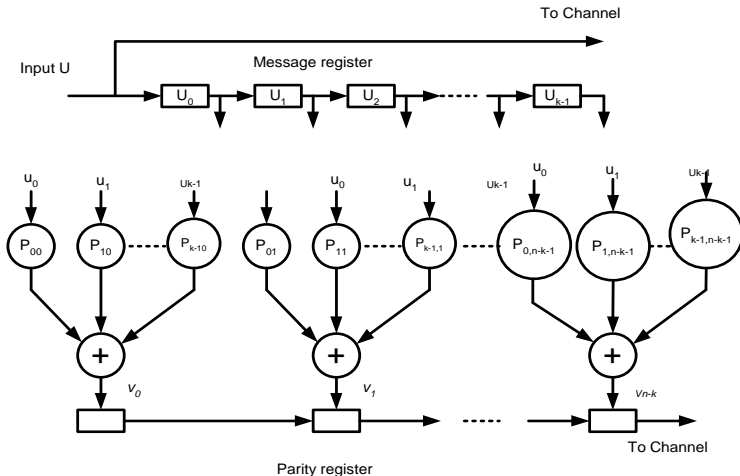 To Channel
Input U
Message register
U0 U1 U2 Uk-1
u0 u1 Uk-1 u0 u1 Uk-1 u0 u1 Uk-1
P00 P10 Pk-10 P01 P11 Pk-1,1 P0,n-k-1 P1,n-k-1 Pk-1,n-k-1
+ + +
v0 v1 Vn-k
To Channel
Parity register